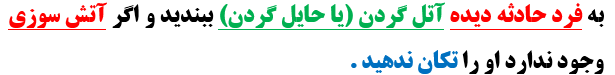 به فرد حادثه دیده آتل گردن (یا حایل گردن) ببندید و اگر آتش سوزی
وجود ندارد او را تکان ندهید .